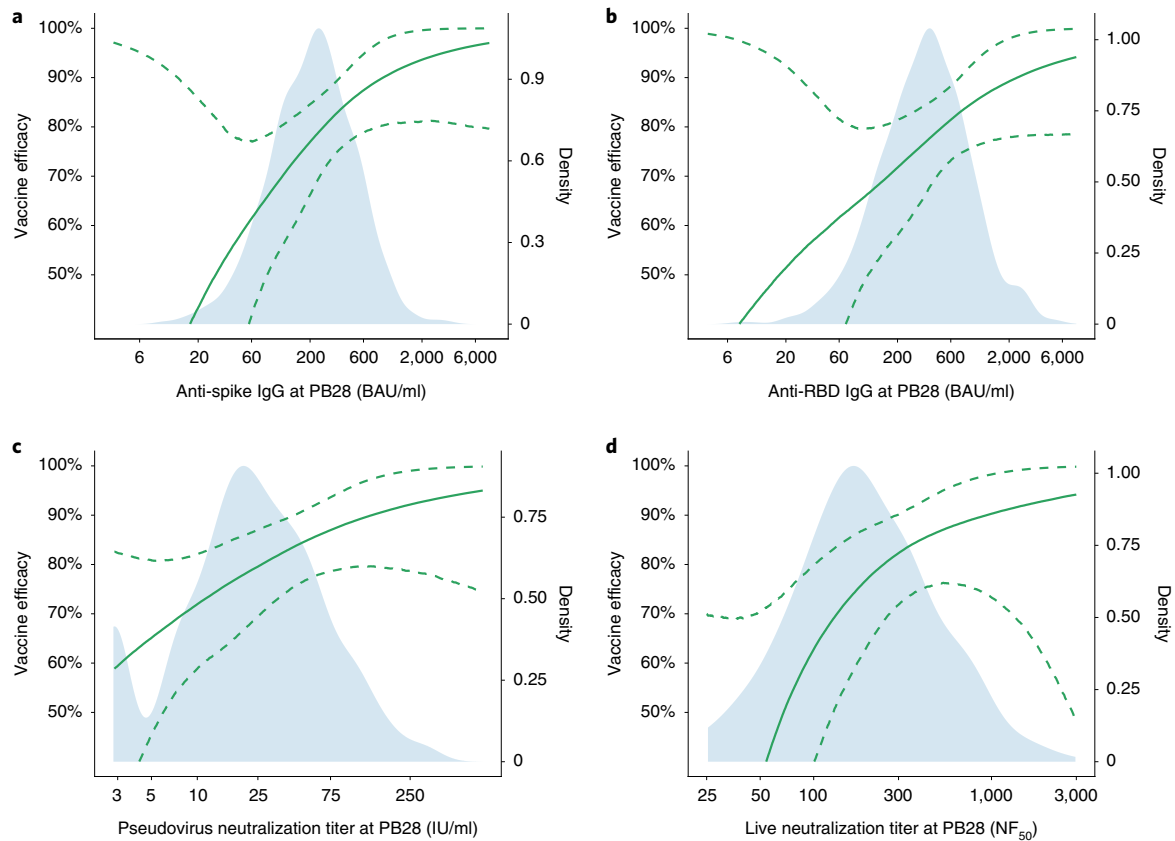 a
100%
90%
80%
70%
60%
50%
Vaccine efficacy
0.9
0.6
0.3
0
Density
6 20 60 200 600 2,000 6,000
Anti-spike IgG at PB28 (BAU/ml)
b
100%
90%
80%
70%
60%
50%
Vaccine efficacy
1.00
0.75
0.50
0.25
0
Density
6 20 60 200 600 2,000 6,000
Anti-RBD IgG at PB28 (BAU/ml)
c
100%
90%
80%
70%
60%
50%
Vaccine efficacy
0.75
0.50
0.25
0
Density
3 5 10 25 75 250
Pseudovirus neutralization titer at PB28 (IU/ml)
d
100%
90%
80%
70%
60%
50%
Vaccine efficacy
1.00
0.75
0.50
0.25
0
Density
25 50 100 300 1,000 3,000
Live neutralization titer at PB28 (NF50)